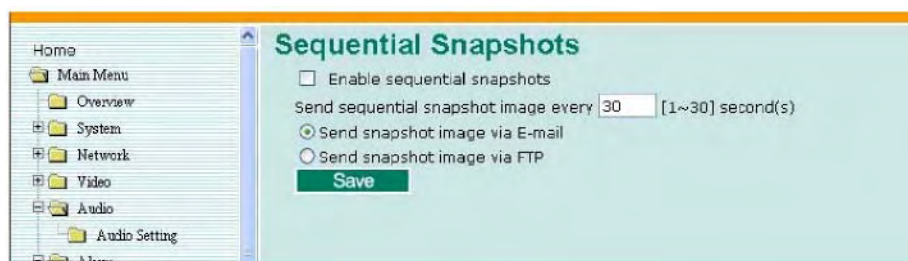 Home
Main Menu
Overview
System
Network
Video
Audio
Audio Setting
Sequential Snapshots
Enable sequential snapshots
Send sequential snapshot image every 30 [1~30] second(s)
Send snapshot image via E-mail
Send snapshot image via FTP
Save